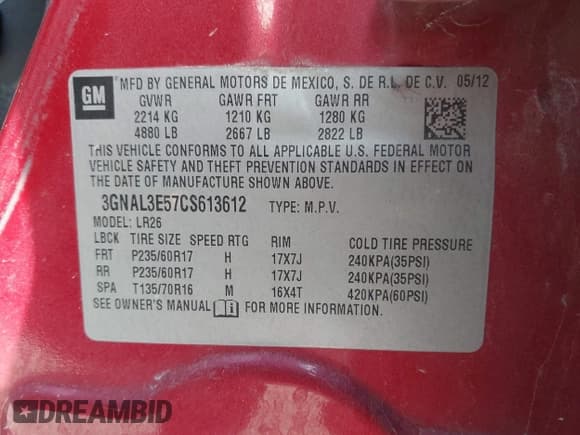 GM
MFD BY GENERAL MOTORS DE MEXICO, S. DE R.L. DE C.V. 05/12
GVWR GAWR FRT GAWR RR
2214 KG 1210 KG 1280 KG
4880 LB 2667 LB 2822 LB
THIS VEHICLE CONFORMS TO ALL APPLICABLE U.S. FEDERAL MOTOR
VEHICLE SAFETY AND THEFT PREVENTION STANDARDS IN EFFECT ON THE
DATE OF MANUFACTURE SHOWN ABOVE.
3GNAL3E57CS613612 TYPE: M.P.V.
MODEL: LR26
LBCK TIRE SIZE SPEED RTG RIM COLD TIRE PRESSURE
FRT P235/60R17 H 17X7J 240KPA(35PSI)
RR P235/60R17 H 17X7J 240KPA(35PSI)
SPA T135/70R16 M 16X4T 420KPA(60PSI)
SEE OWNER'S MANUAL FOR MORE INFORMATION.
DREAMBID